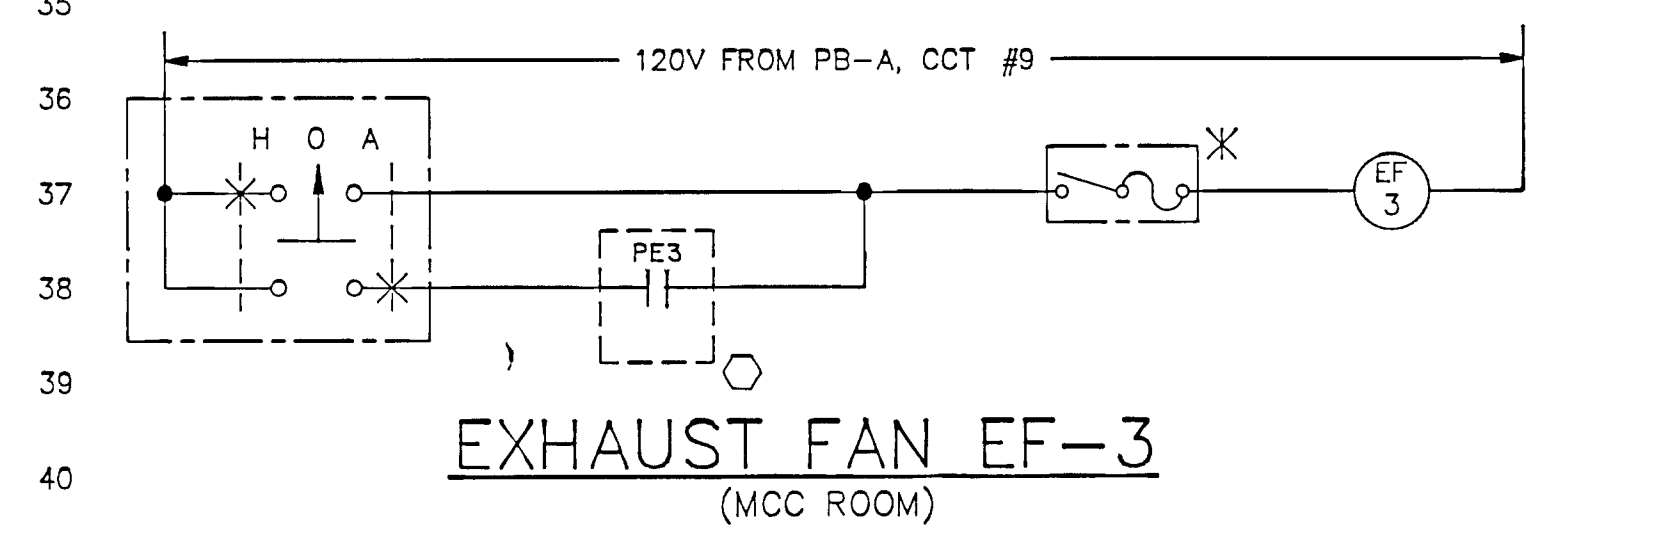 35
120V FROM PB-A, CCT #9
36
H O A
37
EF
3
PE3
38
39
EXHAUST FAN EF-3
40
(MCC ROOM)